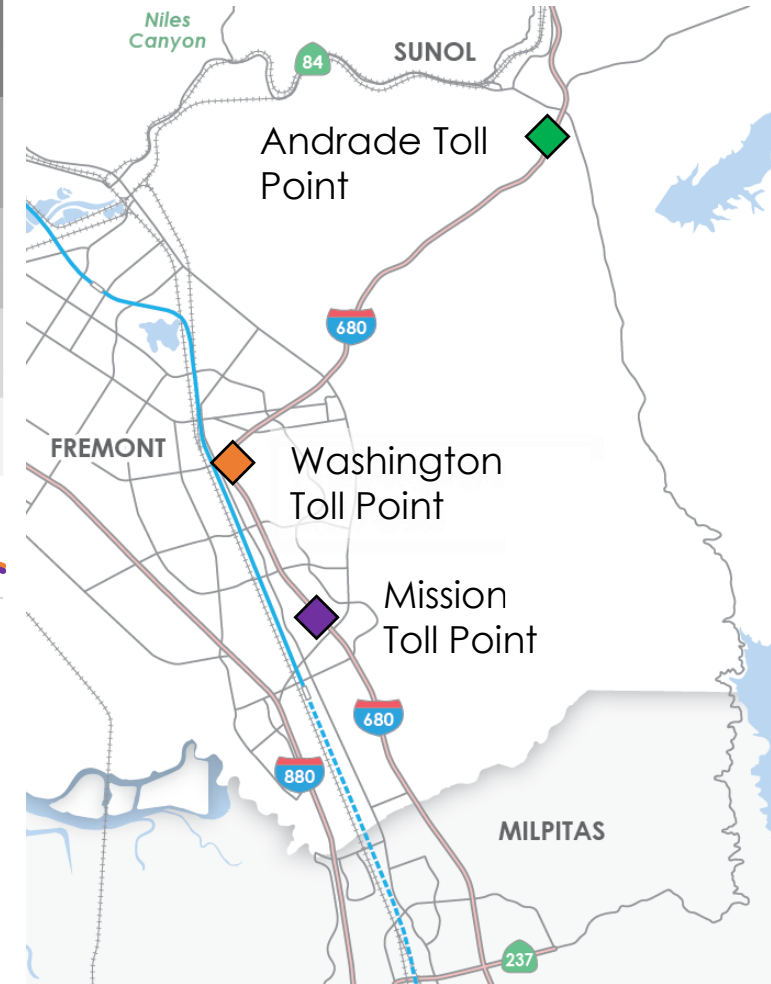 Niles
Canyon
84
SUNOL
Andrade Toll
Point
680
FREMONT
Washington
Toll Point
Mission
Toll Point
680
880
MILPITAS
237